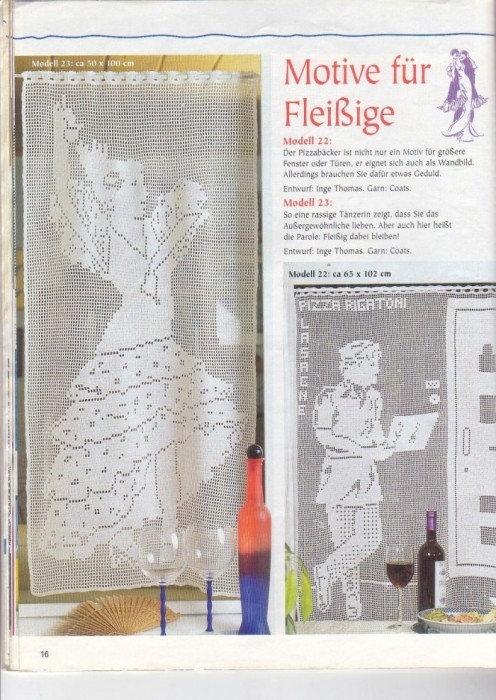 Modell 23: ca 50 x 100 cm
Motive für
Fleißige
Modell 22:
Der Pizzabäcker ist nicht nur ein Motiv für größere
Fenster oder Türen, er eignet sich auch als Wandbild.
Allerdings brauchen Sie dafür etwas Geduld.
Entwurf: Inge Thomas. Garn: Coats.
Modell 23:
So eine rassige Tänzerin zeigt, dass Sie das
Außergewöhnliche lieben. Aber auch hier heißt
die Parole: Fleißig dabei bleiben!
Entwurf: Inge Thomas. Garn: Coats.
Modell 22: ca 65 x 102 cm
PIZZA RIGATONI
LASAGNE
16